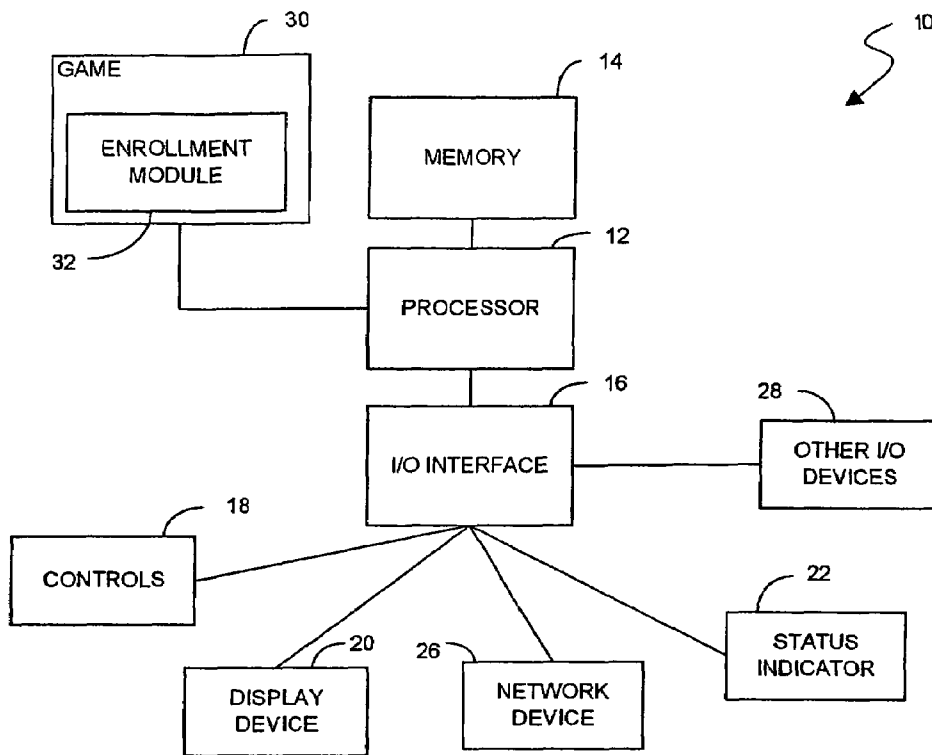 30
10
GAME
14
ENROLLMENT
MODULE
MEMORY
32
12
PROCESSOR
16
28
I/O INTERFACE
OTHER I/O
DEVICES
18
CONTROLS
22
20
26
STATUS
INDICATOR
DISPLAY
DEVICE
NETWORK
DEVICE